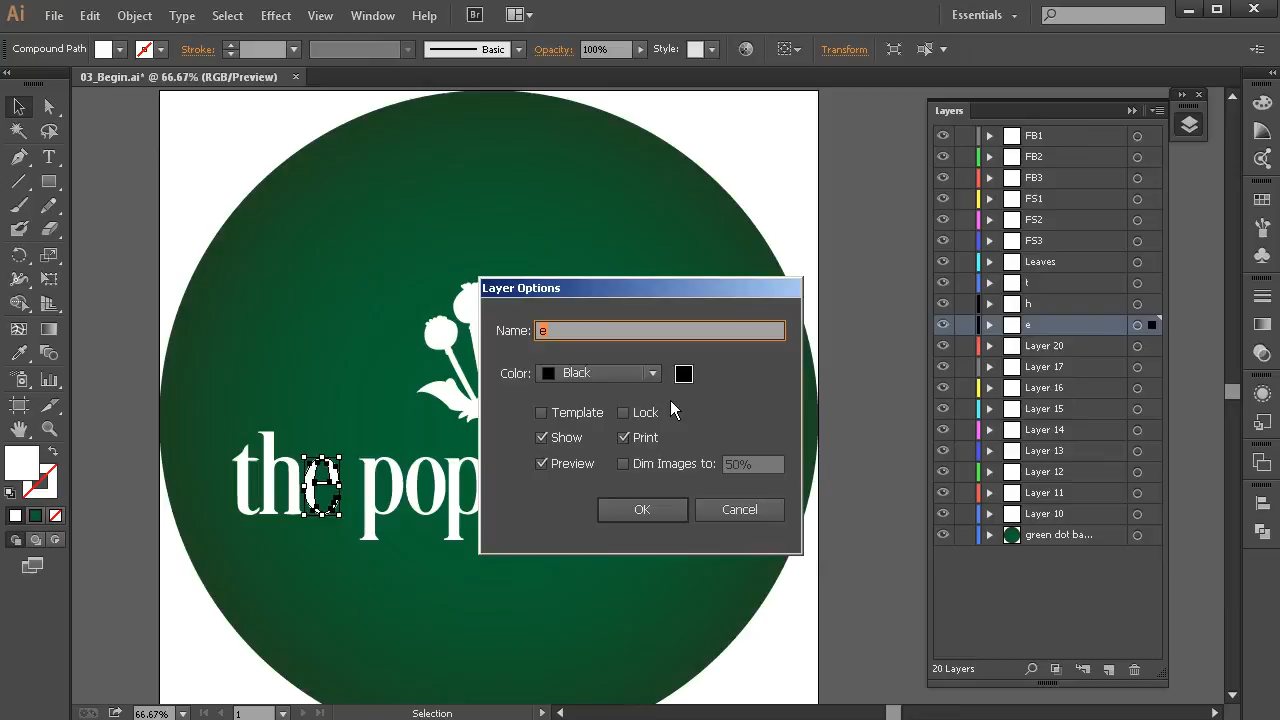 Ai File Edit Object Type Select Effect View Window Help Br Essentials
Compound Path Stroke: Basic Opacity: 100% Style: Transform
03_Begin.ai* @ 66.67% (RGB/Preview)
Layers
FB1
FB2
FB3
FS1
FS2
FS3
Leaves
t
h
e
Layer 20
Layer 17
Layer 16
Layer 15
Layer 14
Layer 13
Layer 12
Layer 11
Layer 10
green dot ba...
20 Layers
the pop
Layer Options
Name: e
Color: Black
Template Lock
Show Print
Preview Dim Images to: 50%
OK Cancel
66.67% 1 Selection